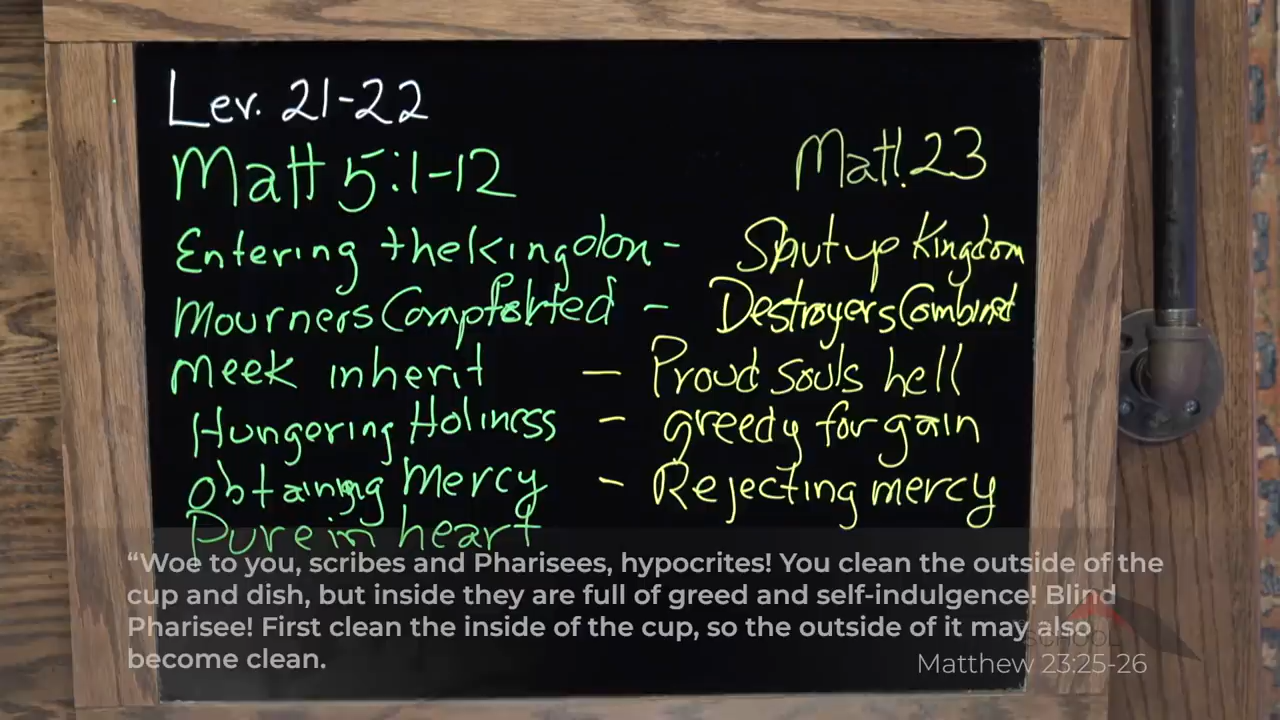 Lev. 21-22
Matt 5:1-12 Matt. 23
Entering the Kingdom - Shut up Kingdom
Mourners Comforted - Destroyers Combined
Meek inherit - Proud souls hell
Hungering Holiness - greedy for gain
Obtaining Mercy - Rejecting mercy
Pure in heart
“Woe to you, scribes and Pharisees, hypocrites! You clean the outside of the
cup and dish, but inside they are full of greed and self-indulgence! Blind
Pharisee! First clean the inside of the cup, so the outside of it may also
become clean.
Matthew 23:25-26
SCHOOL